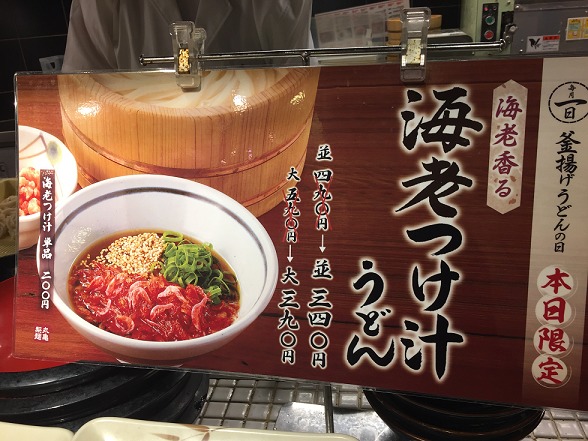 毎月
一日
釜揚げうどんの日
本日限定
海老香る
海老つけ汁
うどん
並 四九〇円→並 三四〇円
大 五九〇円→大 三九〇円
海老つけ汁 単品 二〇〇円
丸亀
製麺